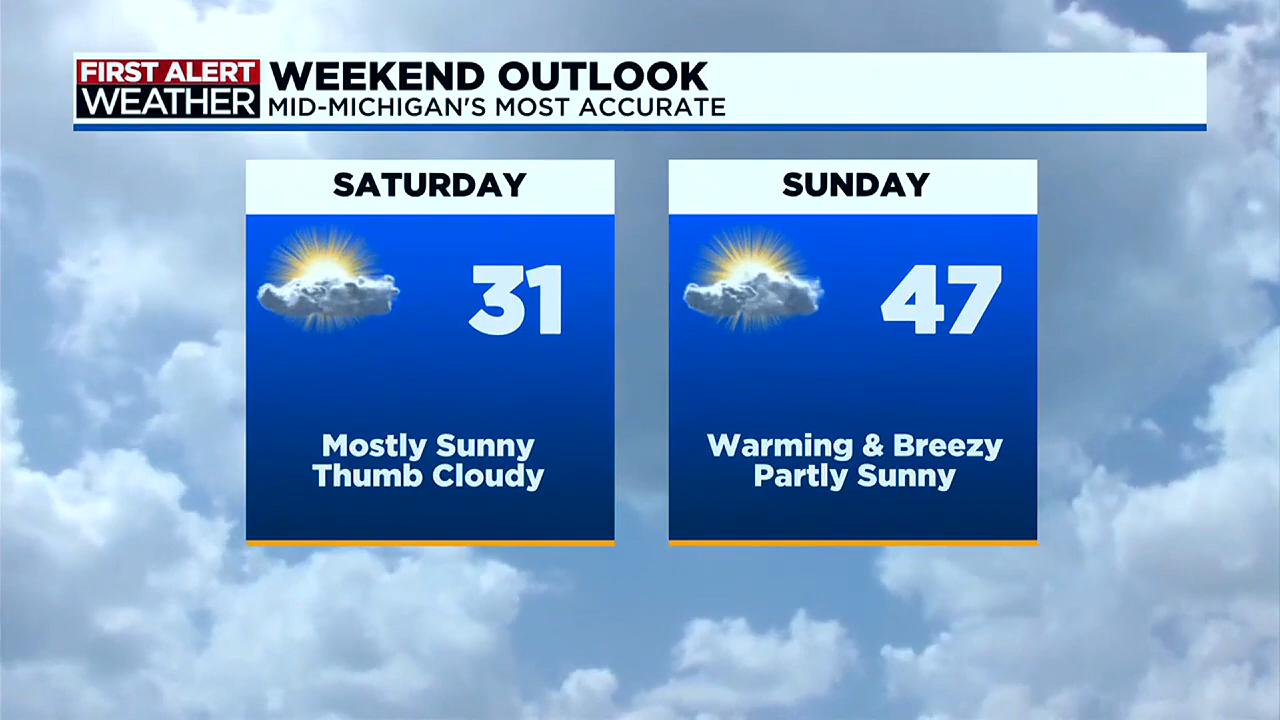 FIRST ALERT
WEATHER
WEEKEND OUTLOOK
MID-MICHIGAN'S MOST ACCURATE
SATURDAY
31
Mostly Sunny
Thumb Cloudy
SUNDAY
47
Warming & Breezy
Partly Sunny